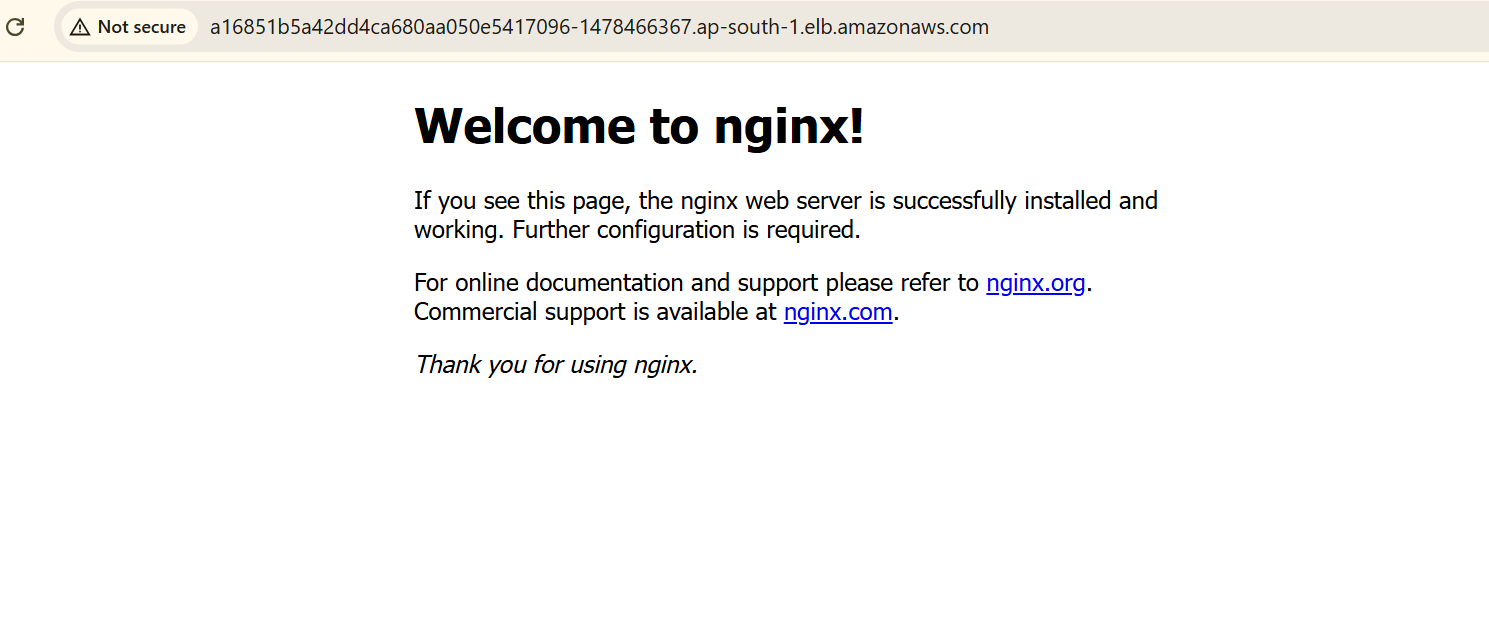 Not secure a16851b5a42dd4ca680aa050e5417096-1478466367.ap-south-1.elb.amazonaws.com
Welcome to nginx!
If you see this page, the nginx web server is successfully installed and
working. Further configuration is required.
For online documentation and support please refer to nginx.org.
Commercial support is available at nginx.com.
Thank you for using nginx.